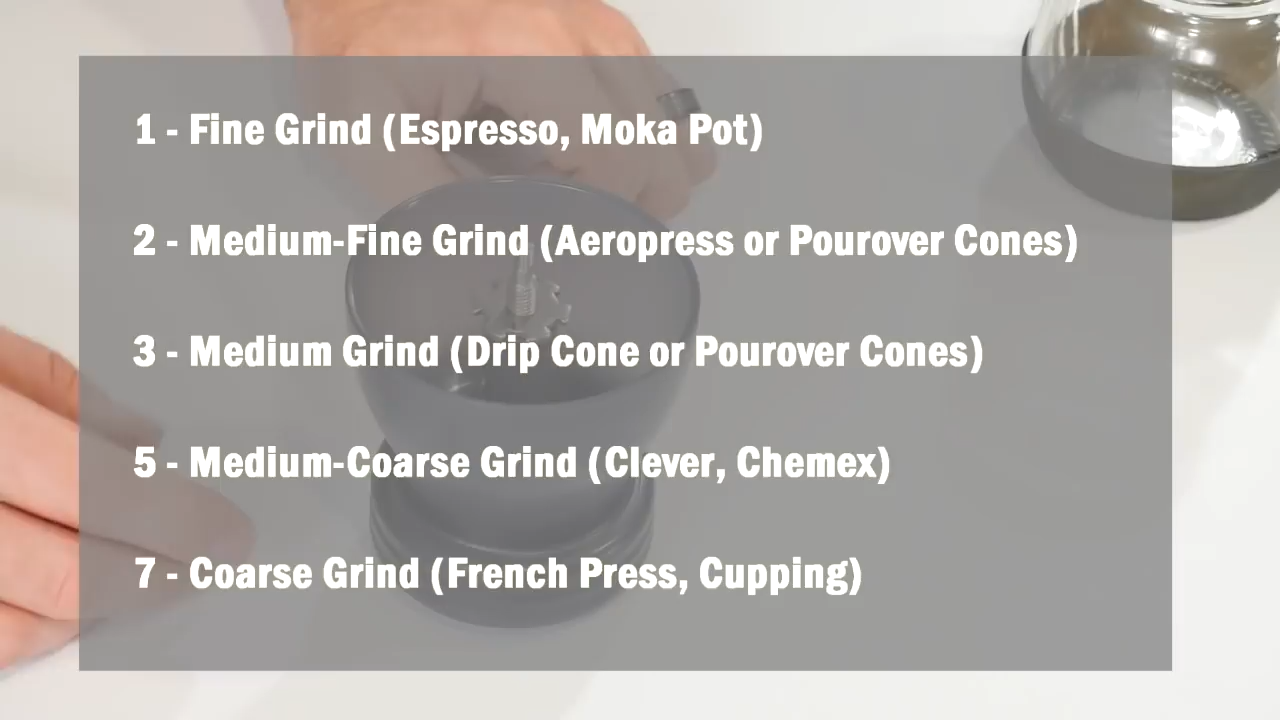 1 - Fine Grind (Espresso, Moka Pot)
2 - Medium-Fine Grind (Aeropress or Pourover Cones)
3 - Medium Grind (Drip Cone or Pourover Cones)
5 - Medium-Coarse Grind (Clever, Chemex)
7 - Coarse Grind (French Press, Cupping)